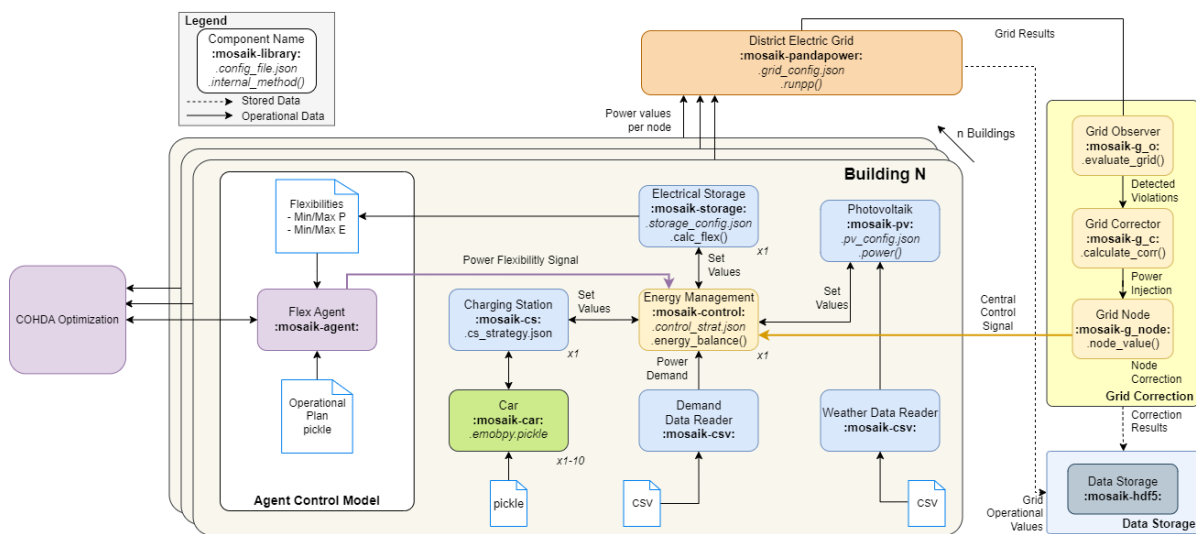 Legend
Component Name
:mosaik-library:
.config_file.json
.internal_method()
Stored Data
Operational Data
District Electric Grid
:mosaik-pandapower:
.grid_config.json
.runpp()
Grid Results
Power values
per node
n Buildings
Building N
Grid Observer
:mosaik-g_o:
.evaluate_grid()
Detected
Violations
Grid Corrector
:mosaik-g_c:
.calculate_corr()
Power
Injection
Grid Node
:mosaik-g_node:
.node_value()
Node
Correction
Grid Correction
Central
Control
Signal
Correction
Results
Data Storage
:mosaik-hdf5:
Data Storage
Grid
Operational
Values
Flexibilities
- Min/Max P
- Min/Max E
Electrical Storage
:mosaik-storage:
.storage_config.json
.calc_flex()
x1
Photovoltaik
:mosaik-pv:
.pv_config.json
.power()
Set
Values
Set
Values
Power Flexibilitly Signal
COHDA Optimization
Flex Agent
:mosaik-agent:
Charging Station
:mosaik-cs:
.cs_strategy.json
x1
Set
Values
Energy Management
:mosaik-control:
.control_strat.json
.energy_balance()
x1
Power
Demand
Operational
Plan
pickle
Agent Control Model
Car
:mosaik-car:
.emobpy.pickle
x1-10
Demand
Data Reader
:mosaik-csv:
Weather Data Reader
:mosaik-csv:
pickle
CSV
CSV